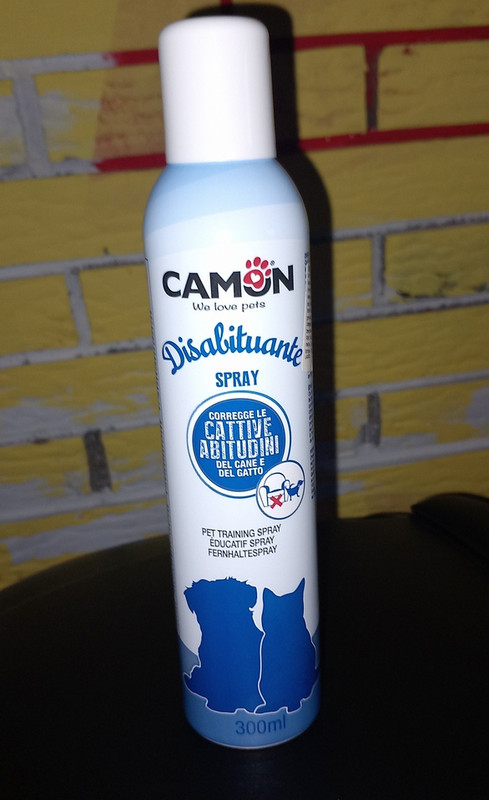 CAMON
We love pets
Disabituante
SPRAY
CORREGGE LE
CATTIVE
ABITUDINI
DEL CANE E
DEL GATTO
PET TRAINING SPRAY
EDUCATIF SPRAY
FERNHALTESPRAY
300ml